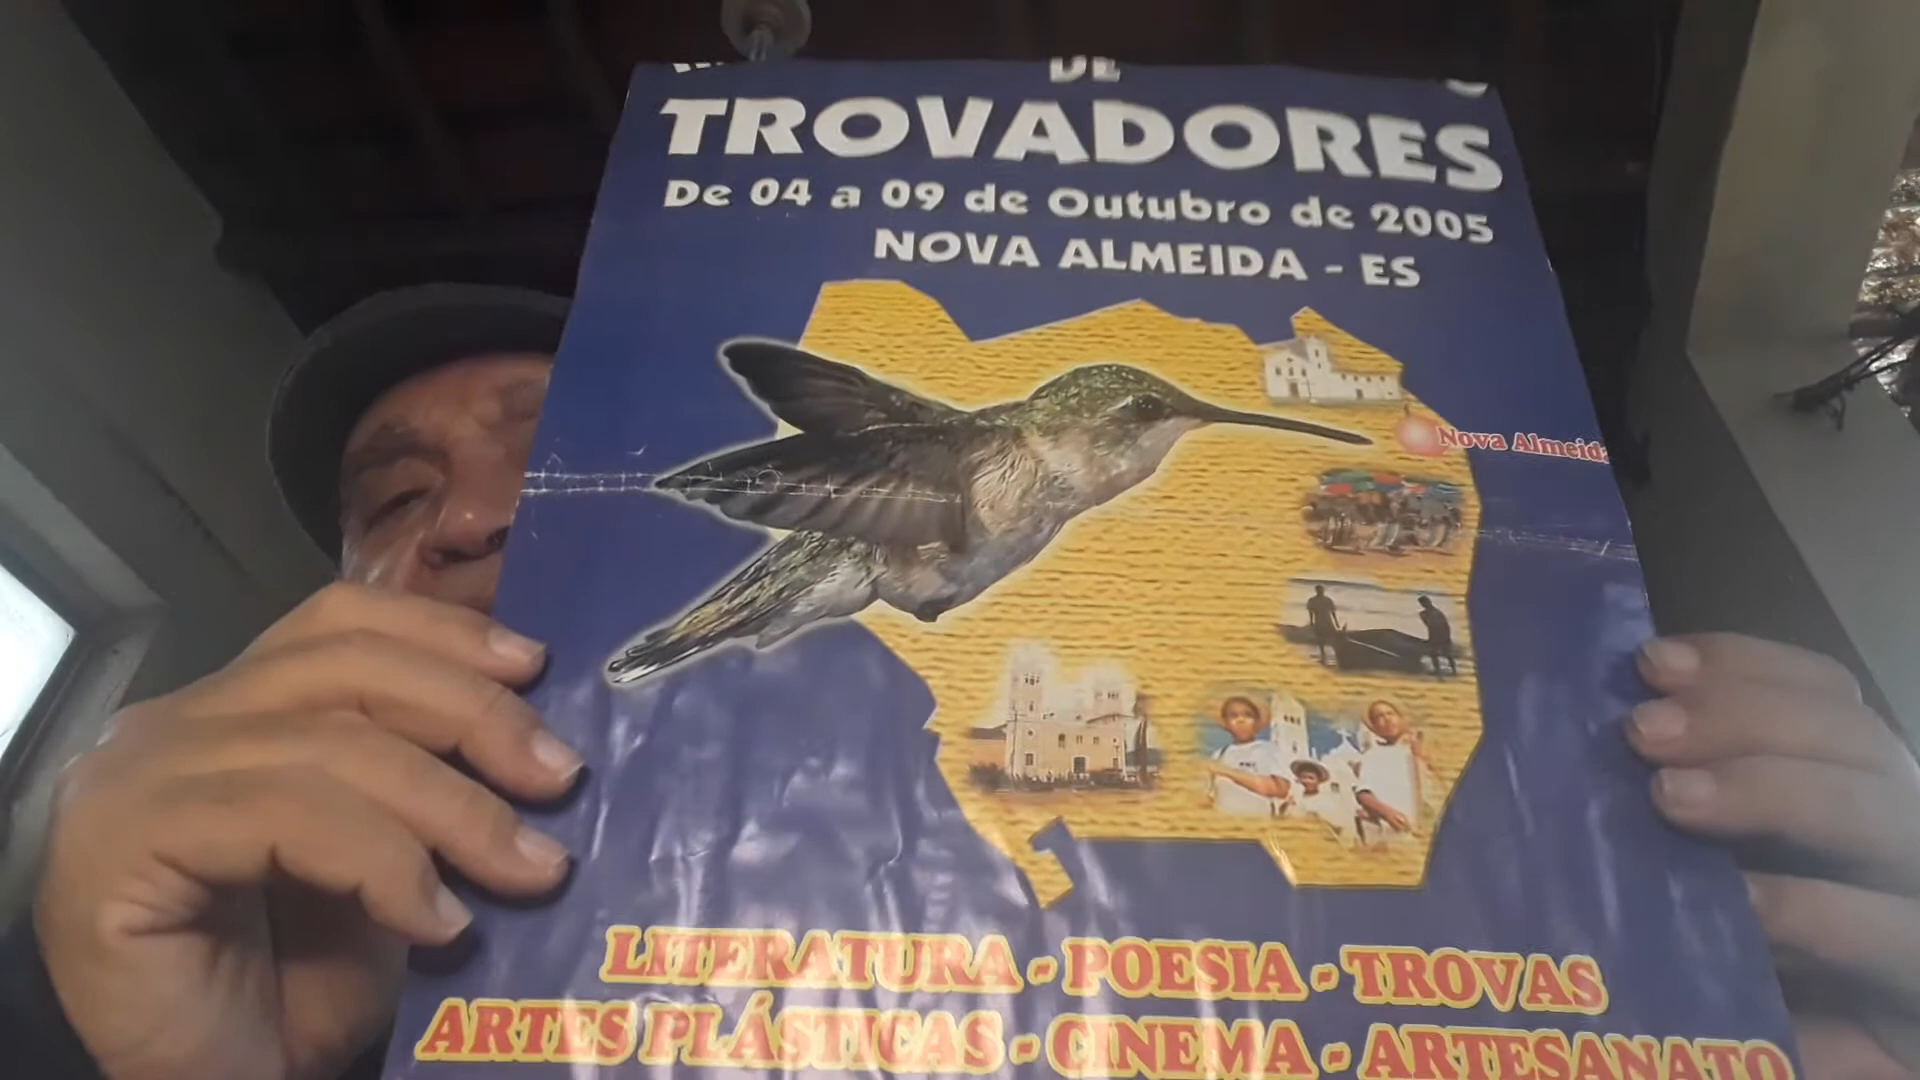 DE
TROVADORES
De 04 a 09 de Outubro de 2005
NOVA ALMEIDA - ES
Nova Almeida
LITERATURA - POESIA - TROVAS
ARTES PLÁSTICAS - CINEMA - ARTESANATO